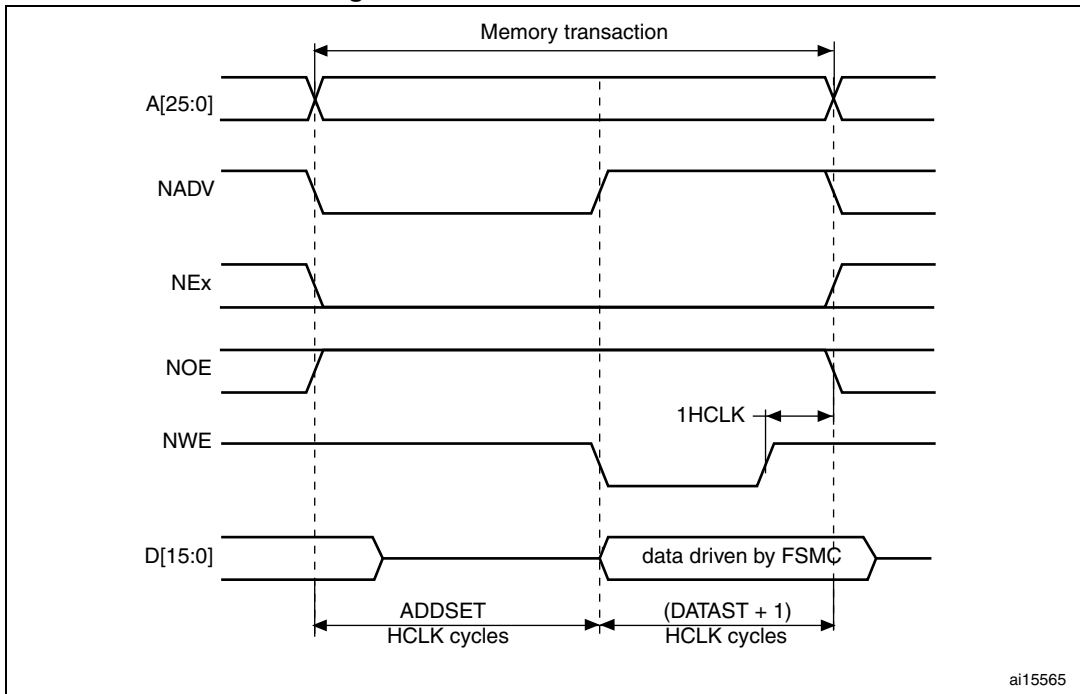 Memory transaction
A[25:0]
NADV
NEx
NOE
1HCLK
NWE
D[15:0]
data driven by FSMC
ADDSET
HCLK cycles
(DATAST + 1)
HCLK cycles
ai15565